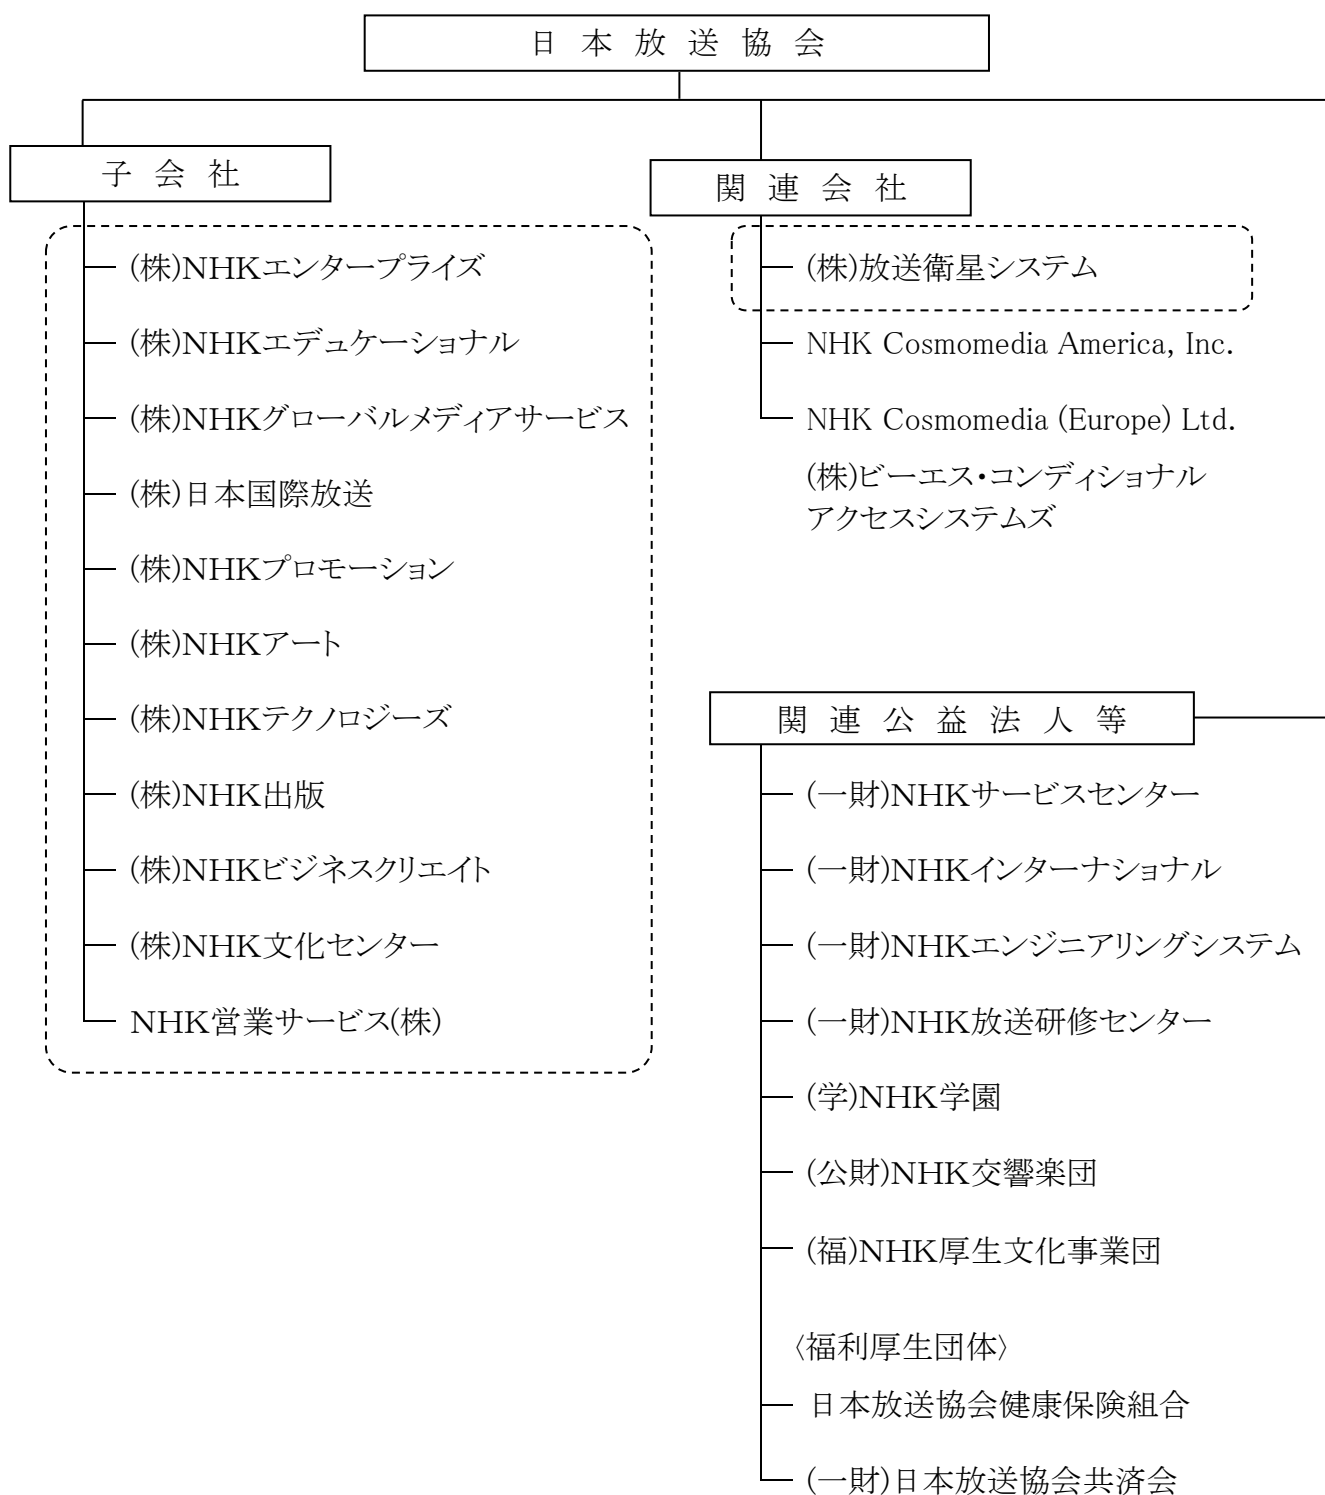 日本放送協会
子会社
(株)NHKエンタープライズ
(株)NHKエデュケーショナル
(株)NHKグローバルメディアサービス
(株)日本国際放送
(株)NHKプロモーション
(株)NHKアート
(株)NHKテクノロジーズ
(株)NHK出版
(株)NHKビジネスクリエイト
(株)NHK文化センター
NHK営業サービス(株)
関連会社
(株)放送衛星システム
NHK Cosmomedia America, Inc.
NHK Cosmomedia (Europe) Ltd.
(株)ビーエス・コンディショナル
アクセスシステムズ
関連公益法人等
(一財)NHKサービスセンター
(一財)NHKインターナショナル
(一財)NHKエンジニアリングシステム
(一財)NHK放送研修センター
(学)NHK学園
(公財)NHK交響楽団
(福)NHK厚生文化事業団
〈福利厚生団体〉
日本放送協会健康保険組合
(一財)日本放送協会共済会